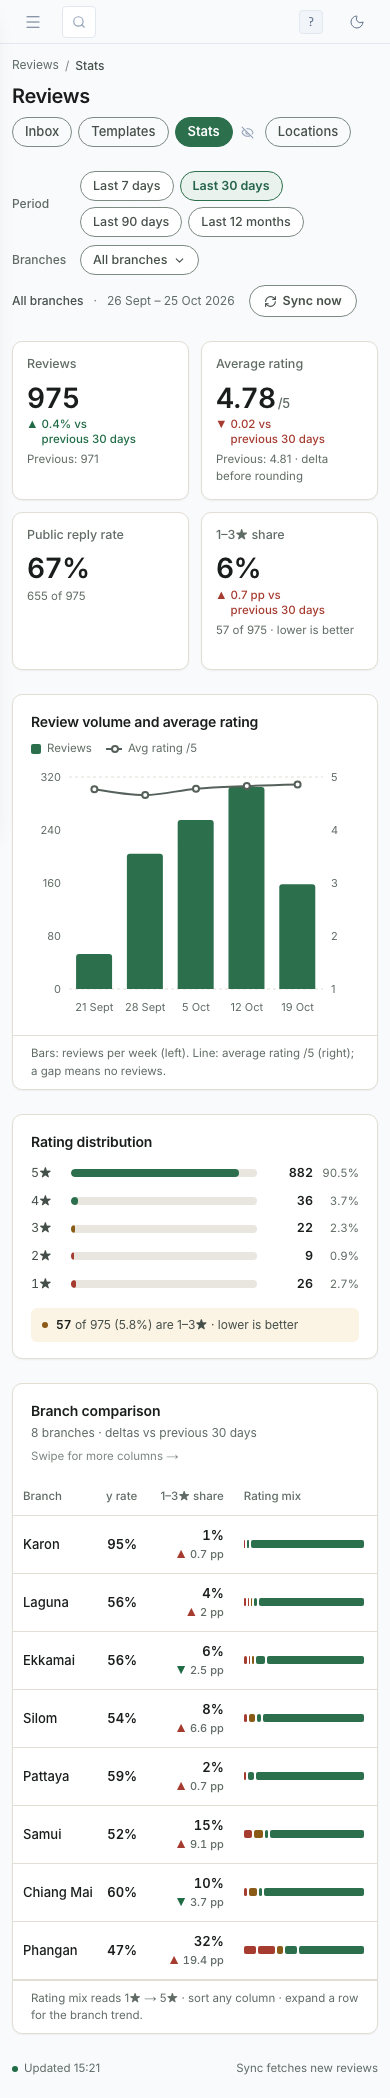 ?
Reviews / Stats
Reviews
Inbox Templates Stats Locations
Period Last 7 days Last 30 days
Last 90 days Last 12 months
Branches All branches
All branches · 26 Sept – 25 Oct 2026 Sync now
Reviews
975
▲ 0.4% vs
previous 30 days
Previous: 971
Average rating
4.78/5
▼ 0.02 vs
previous 30 days
Previous: 4.81 · delta
before rounding
Public reply rate
67%
655 of 975
1–3★ share
6%
▲ 0.7 pp vs
previous 30 days
57 of 975 · lower is better
Review volume and average rating
Reviews Avg rating /5
320 5
240 4
160 3
80 2
0 1
21 Sept 28 Sept 5 Oct 12 Oct 19 Oct
Bars: reviews per week (left). Line: average rating /5 (right);
a gap means no reviews.
Rating distribution
5★ 882 90.5%
4★ 36 3.7%
3★ 22 2.3%
2★ 9 0.9%
1★ 26 2.7%
57 of 975 (5.8%) are 1–3★ · lower is better
Branch comparison
8 branches · deltas vs previous 30 days
Swipe for more columns →
Branch y rate 1–3★ share Rating mix
Karon 95% 1%
▲ 0.7 pp
Laguna 56% 4%
▲ 2 pp
Ekkamai 56% 6%
▼ 2.5 pp
Silom 54% 8%
▲ 6.6 pp
Pattaya 59% 2%
▲ 0.7 pp
Samui 52% 15%
▲ 9.1 pp
Chiang Mai 60% 10%
▼ 3.7 pp
Phangan 47% 32%
▲ 19.4 pp
Rating mix reads 1★ → 5★ · sort any column · expand a row
for the branch trend.
Updated 15:21 Sync fetches new reviews